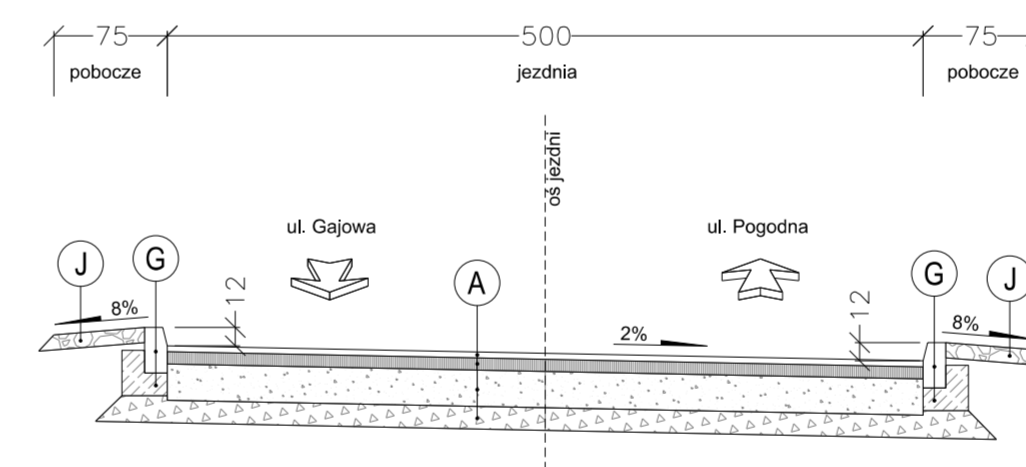 75 500 75
pobocze jezdnia pobocze
oś jezdni
ul. Gajowa ul. Pogodna
J G A G J
8% 12 2% 12 8%